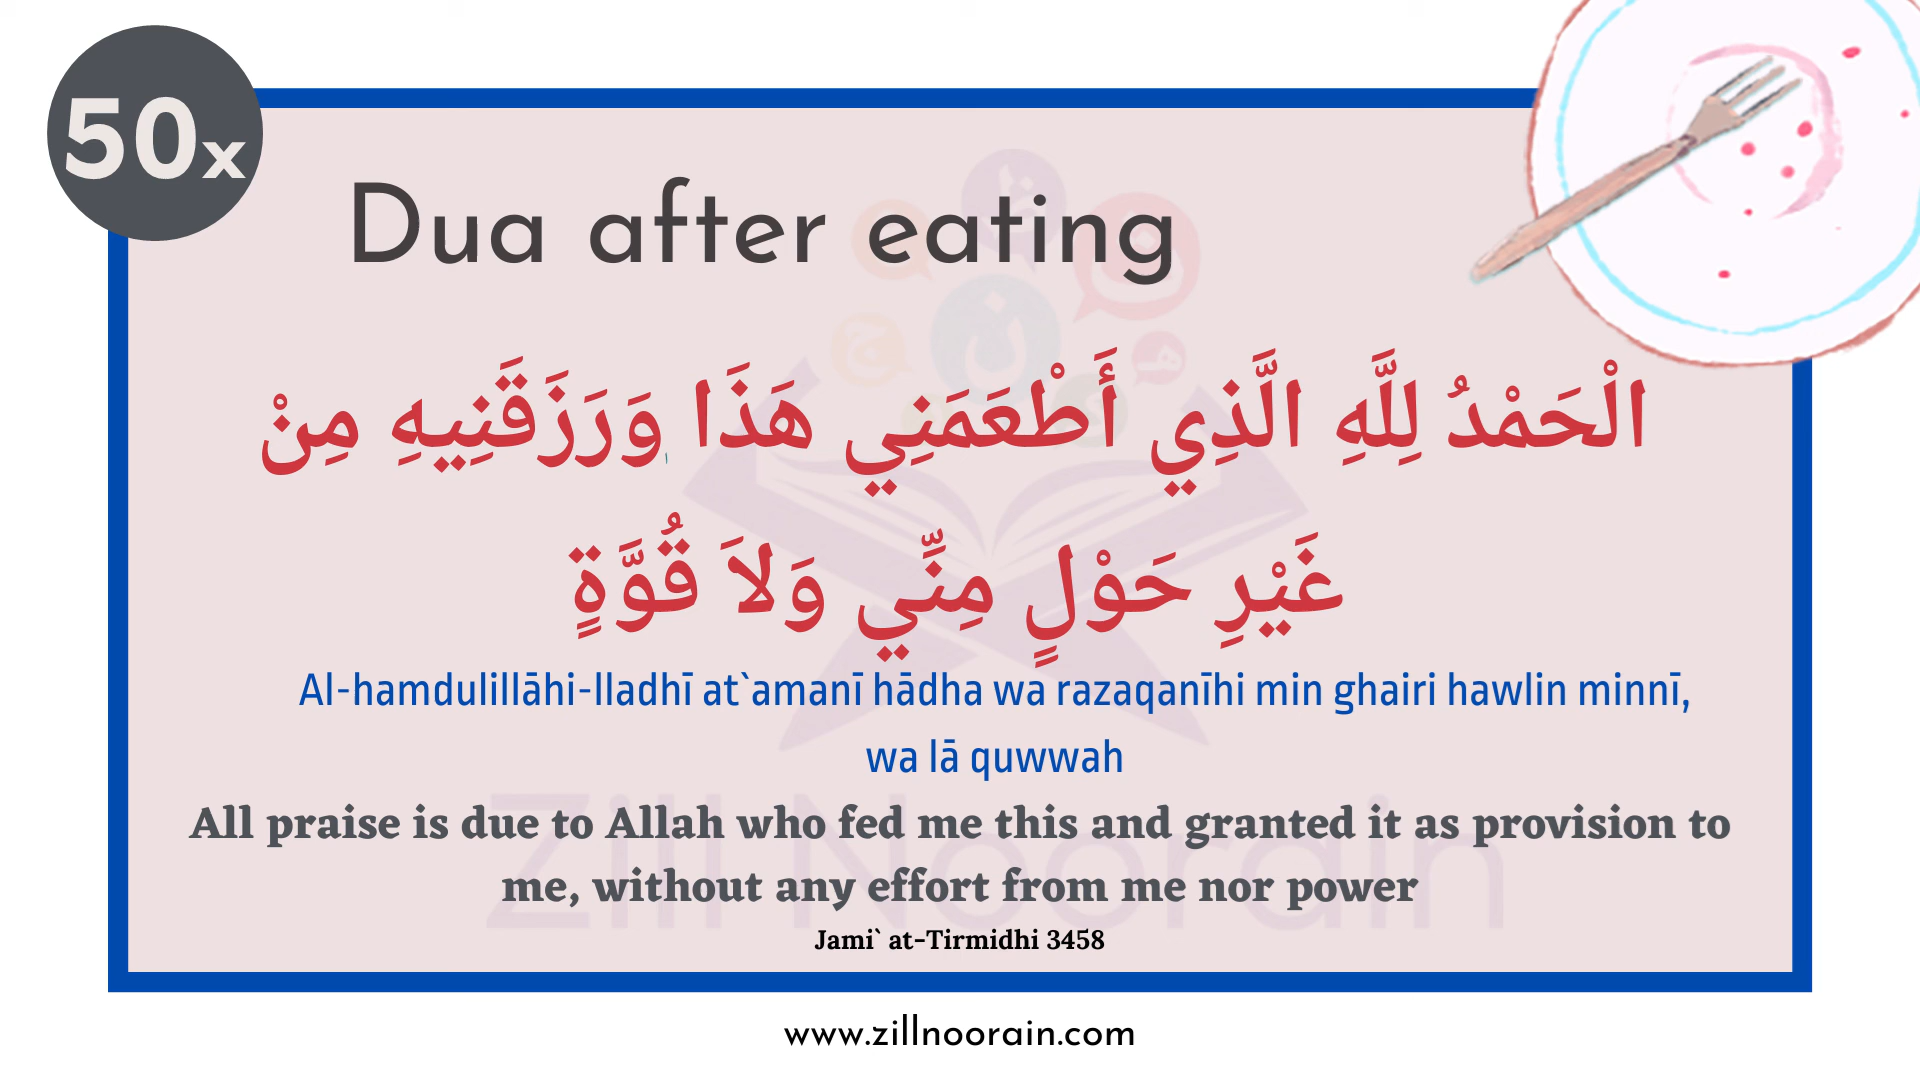 50x
Dua after eating
الْحَمْدُ لِلَّهِ الَّذِي أَطْعَمَنِي هَذَا وَرَزَقَنِيهِ مِنْ
غَيْرِ حَوْلٍ مِنِّي وَلاَ قُوَّةٍ
Al-hamdulillāhi-lladhī at`amanī hādha wa razaqanīhi min ghairi hawlin minnī,
wa lā quwwah
All praise is due to Allah who fed me this and granted it as provision to
me, without any effort from me nor power
Zill Noorain
Jami` at-Tirmidhi 3458
www.zillnoorain.com